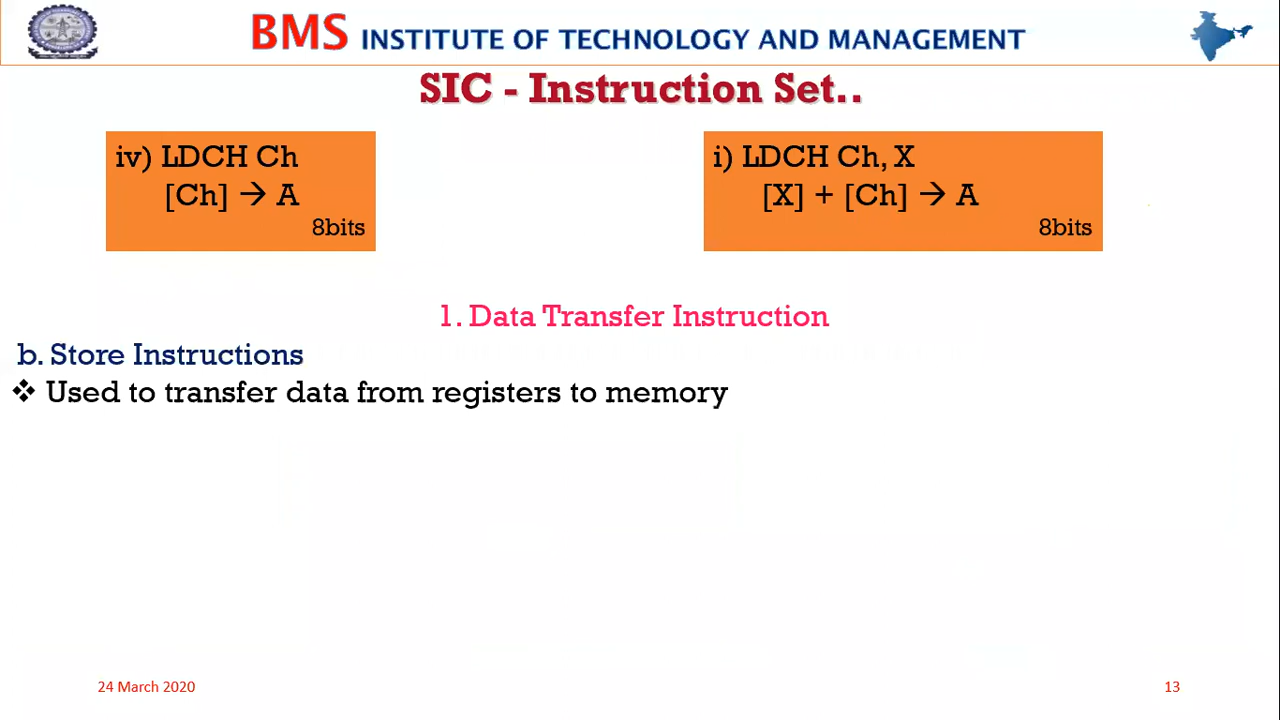 BMS INSTITUTE OF TECHNOLOGY AND MANAGEMENT
SIC - Instruction Set..
iv) LDCH Ch
[Ch] → A
8bits
i) LDCH Ch, X
[X] + [Ch] → A
8bits
1. Data Transfer Instruction
b. Store Instructions
❖ Used to transfer data from registers to memory
24 March 2020
13